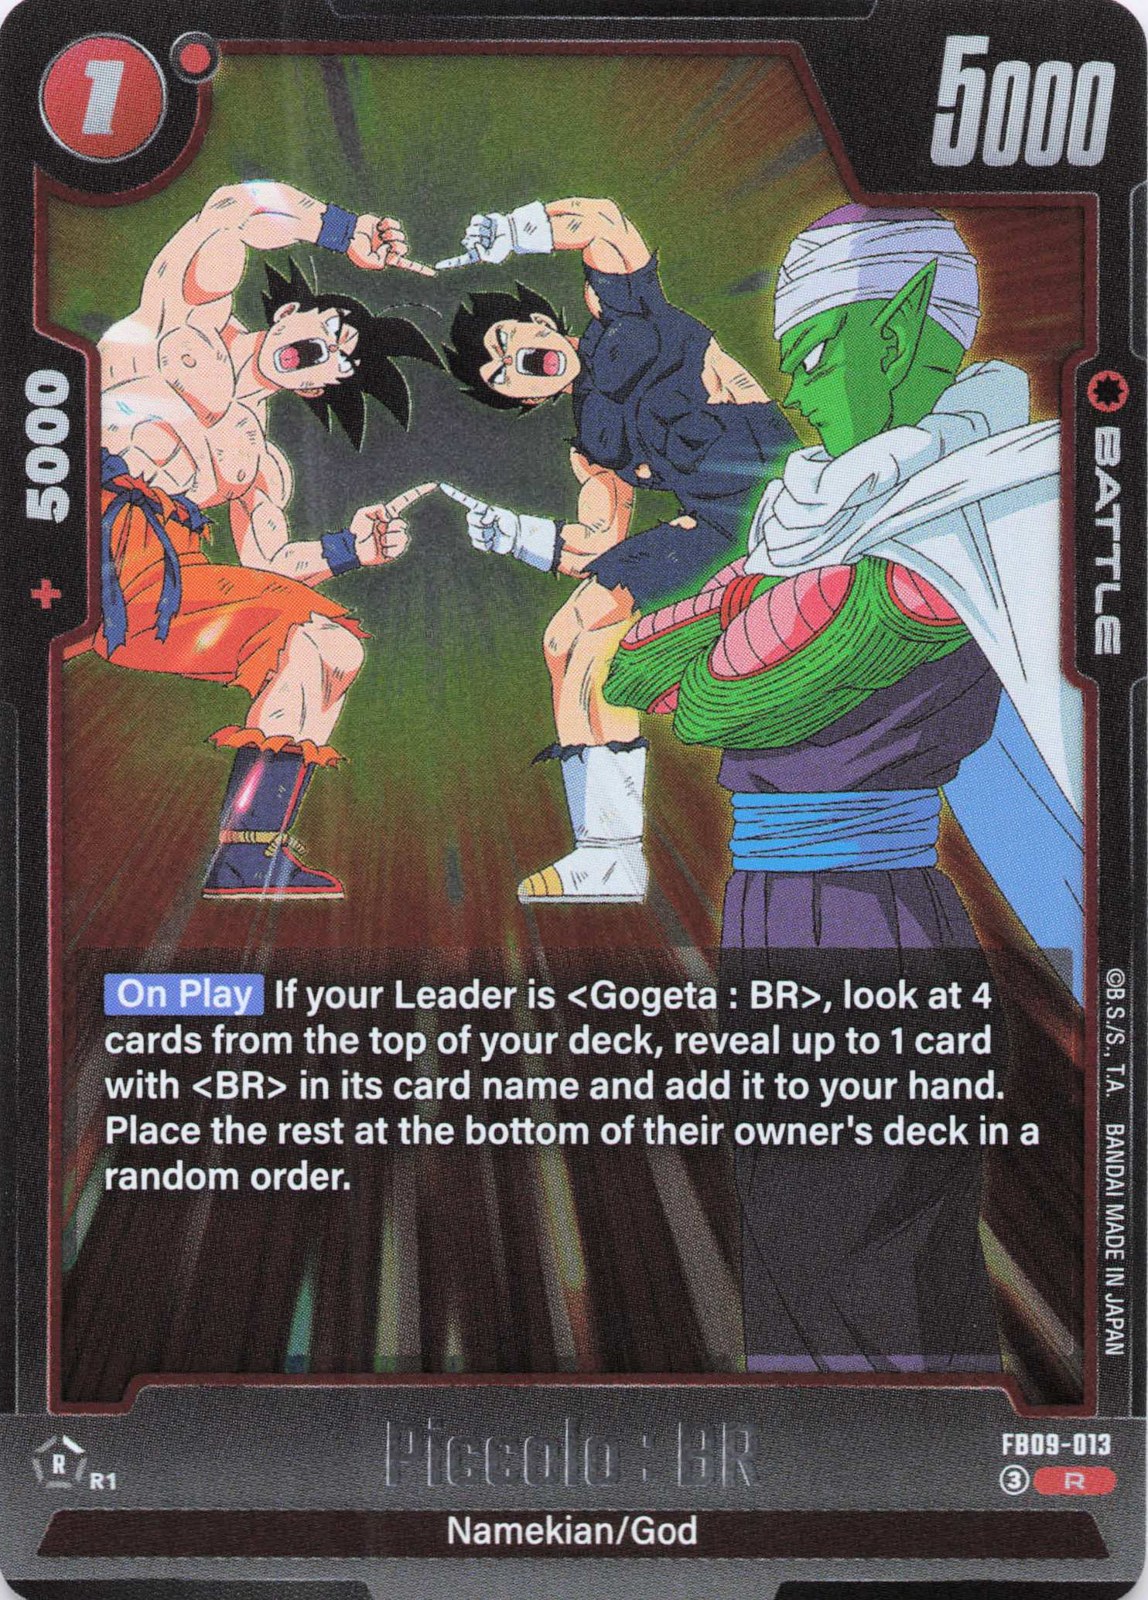 1
5000
+ 5000
BATTLE
On Play If your Leader is <Gogeta : BR>, look at 4
cards from the top of your deck, reveal up to 1 card
with <BR> in its card name and add it to your hand.
Place the rest at the bottom of their owner's deck in a
random order.
©B.S./S., T.A. BANDAI MADE IN JAPAN
R
R1
Piccolo : BR
FB09-013
3 R
Namekian/God